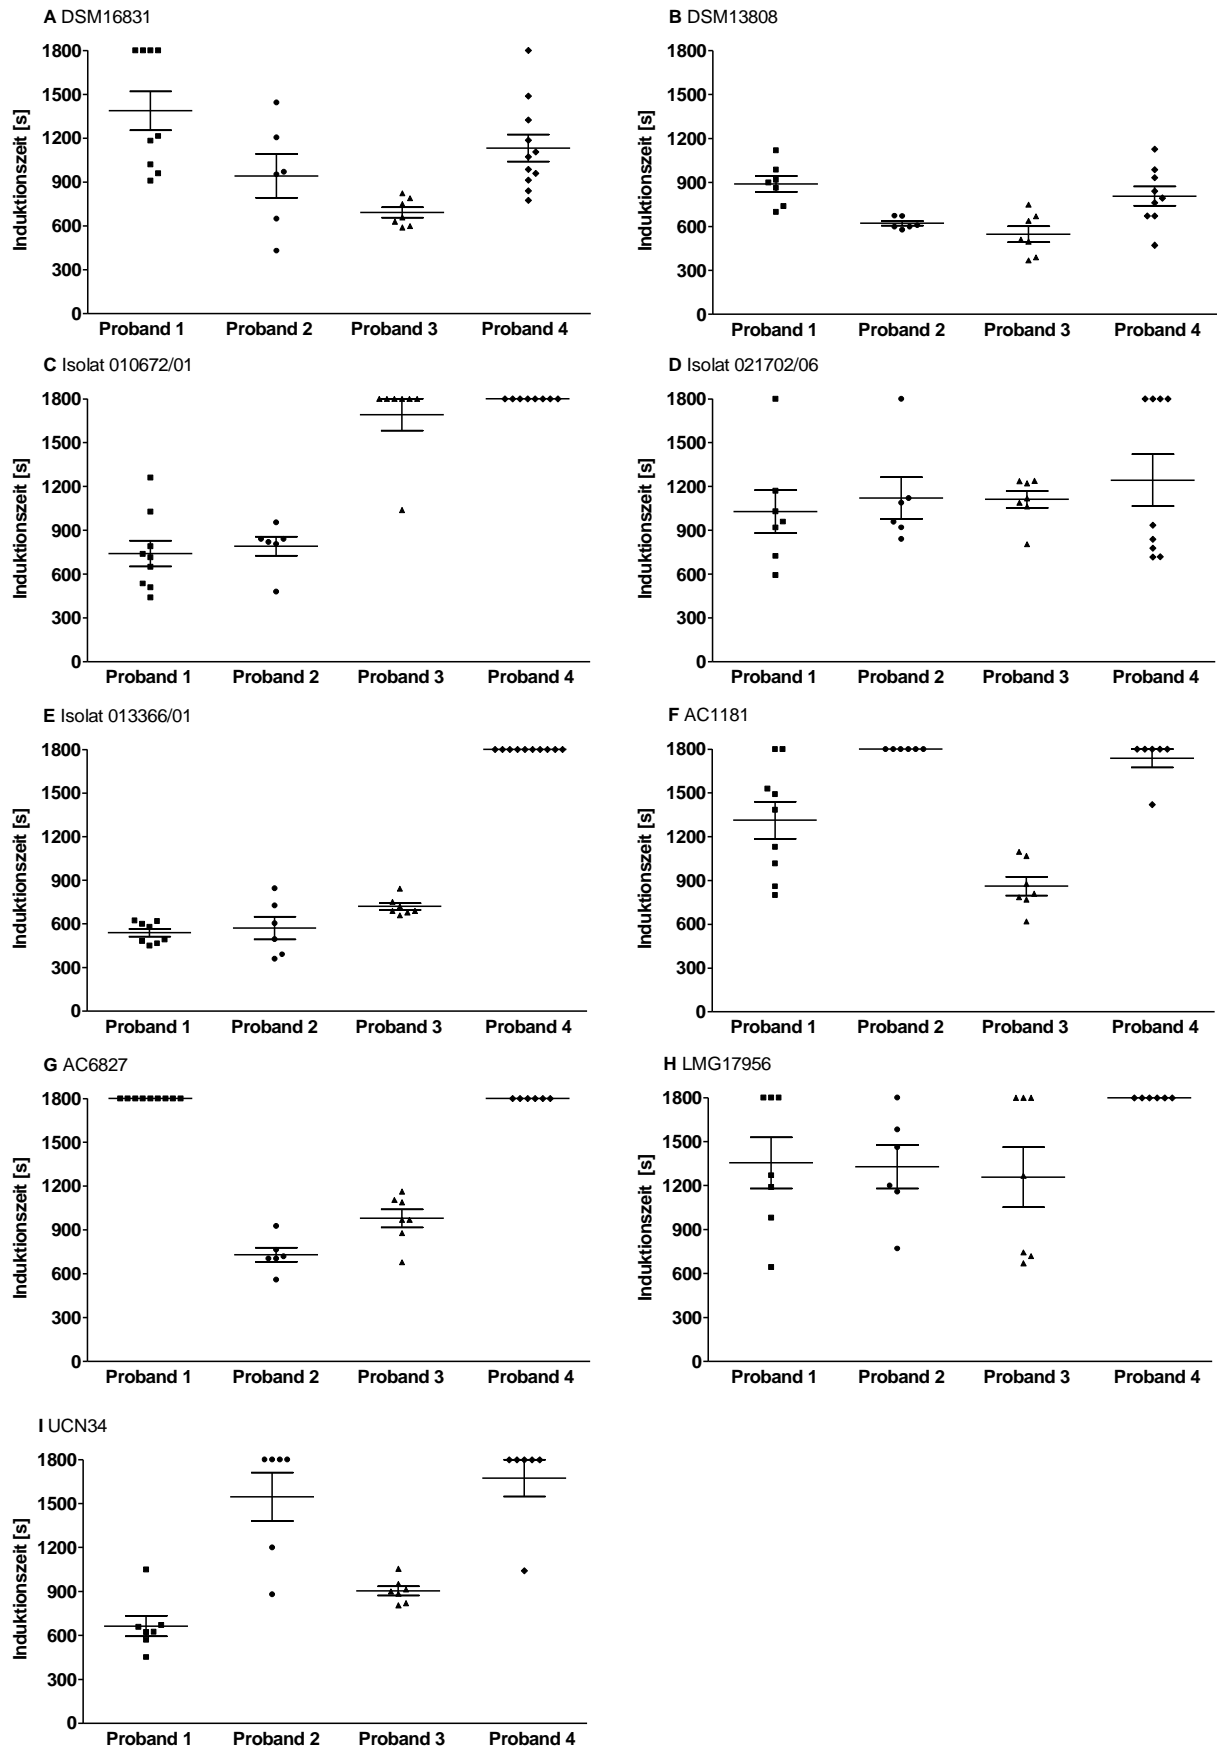 A DSM16831
Induktionszeit [s]
1800
1500
1200
900
600
300
0
Proband 1 Proband 2 Proband 3 Proband 4
B DSM13808
Induktionszeit [s]
1800
1500
1200
900
600
300
0
Proband 1 Proband 2 Proband 3 Proband 4
C Isolat 010672/01
Induktionszeit [s]
1800
1500
1200
900
600
300
0
Proband 1 Proband 2 Proband 3 Proband 4
D Isolat 021702/06
Induktionszeit [s]
1800
1500
1200
900
600
300
0
Proband 1 Proband 2 Proband 3 Proband 4
E Isolat 013366/01
Induktionszeit [s]
1800
1500
1200
900
600
300
0
Proband 1 Proband 2 Proband 3 Proband 4
F AC1181
Induktionszeit [s]
1800
1500
1200
900
600
300
0
Proband 1 Proband 2 Proband 3 Proband 4
G AC6827
Induktionszeit [s]
1800
1500
1200
900
600
300
0
Proband 1 Proband 2 Proband 3 Proband 4
H LMG17956
Induktionszeit [s]
1800
1500
1200
900
600
300
0
Proband 1 Proband 2 Proband 3 Proband 4
I UCN34
Induktionszeit [s]
1800
1500
1200
900
600
300
0
Proband 1 Proband 2 Proband 3 Proband 4